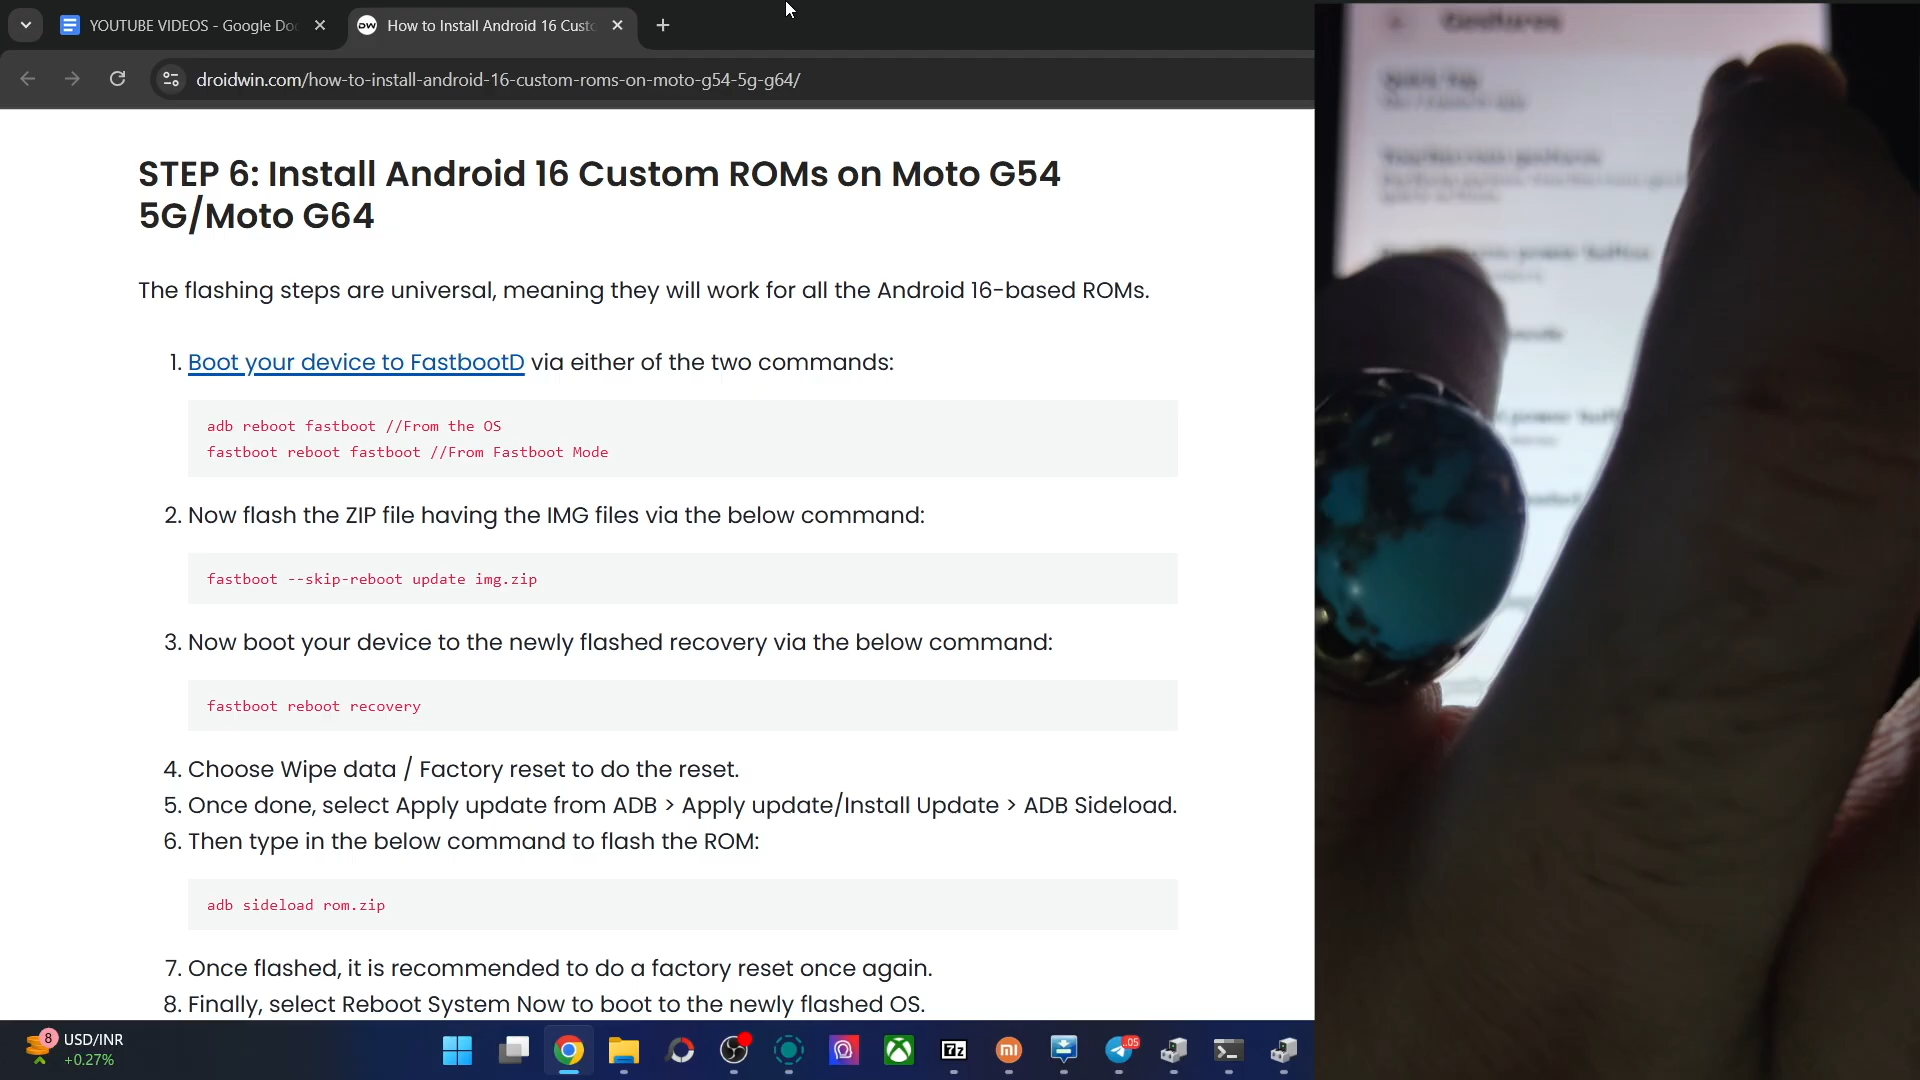 YOUTUBE VIDEOS - Google Do
How to Install Android 16 Cust
droidwin.com/how-to-install-android-16-custom-roms-on-moto-g54-5g-g64/
Gestures
STEP 6: Install Android 16 Custom ROMs on Moto G54
5G/Moto G64
The flashing steps are universal, meaning they will work for all the Android 16-based ROMs.
1. Boot your device to FastbootD via either of the two commands:
adb reboot fastboot //From the OS
fastboot reboot fastboot //From Fastboot Mode
2. Now flash the ZIP file having the IMG files via the below command:
fastboot --skip-reboot update img.zip
3. Now boot your device to the newly flashed recovery via the below command:
fastboot reboot recovery
4. Choose Wipe data / Factory reset to do the reset.
5. Once done, select Apply update from ADB > Apply update/Install Update > ADB Sideload.
6. Then type in the below command to flash the ROM:
adb sideload rom.zip
7. Once flashed, it is recommended to do a factory reset once again.
8. Finally, select Reboot System Now to boot to the newly flashed OS.
8
USD/INR
+0.27%
7z
mi
..05